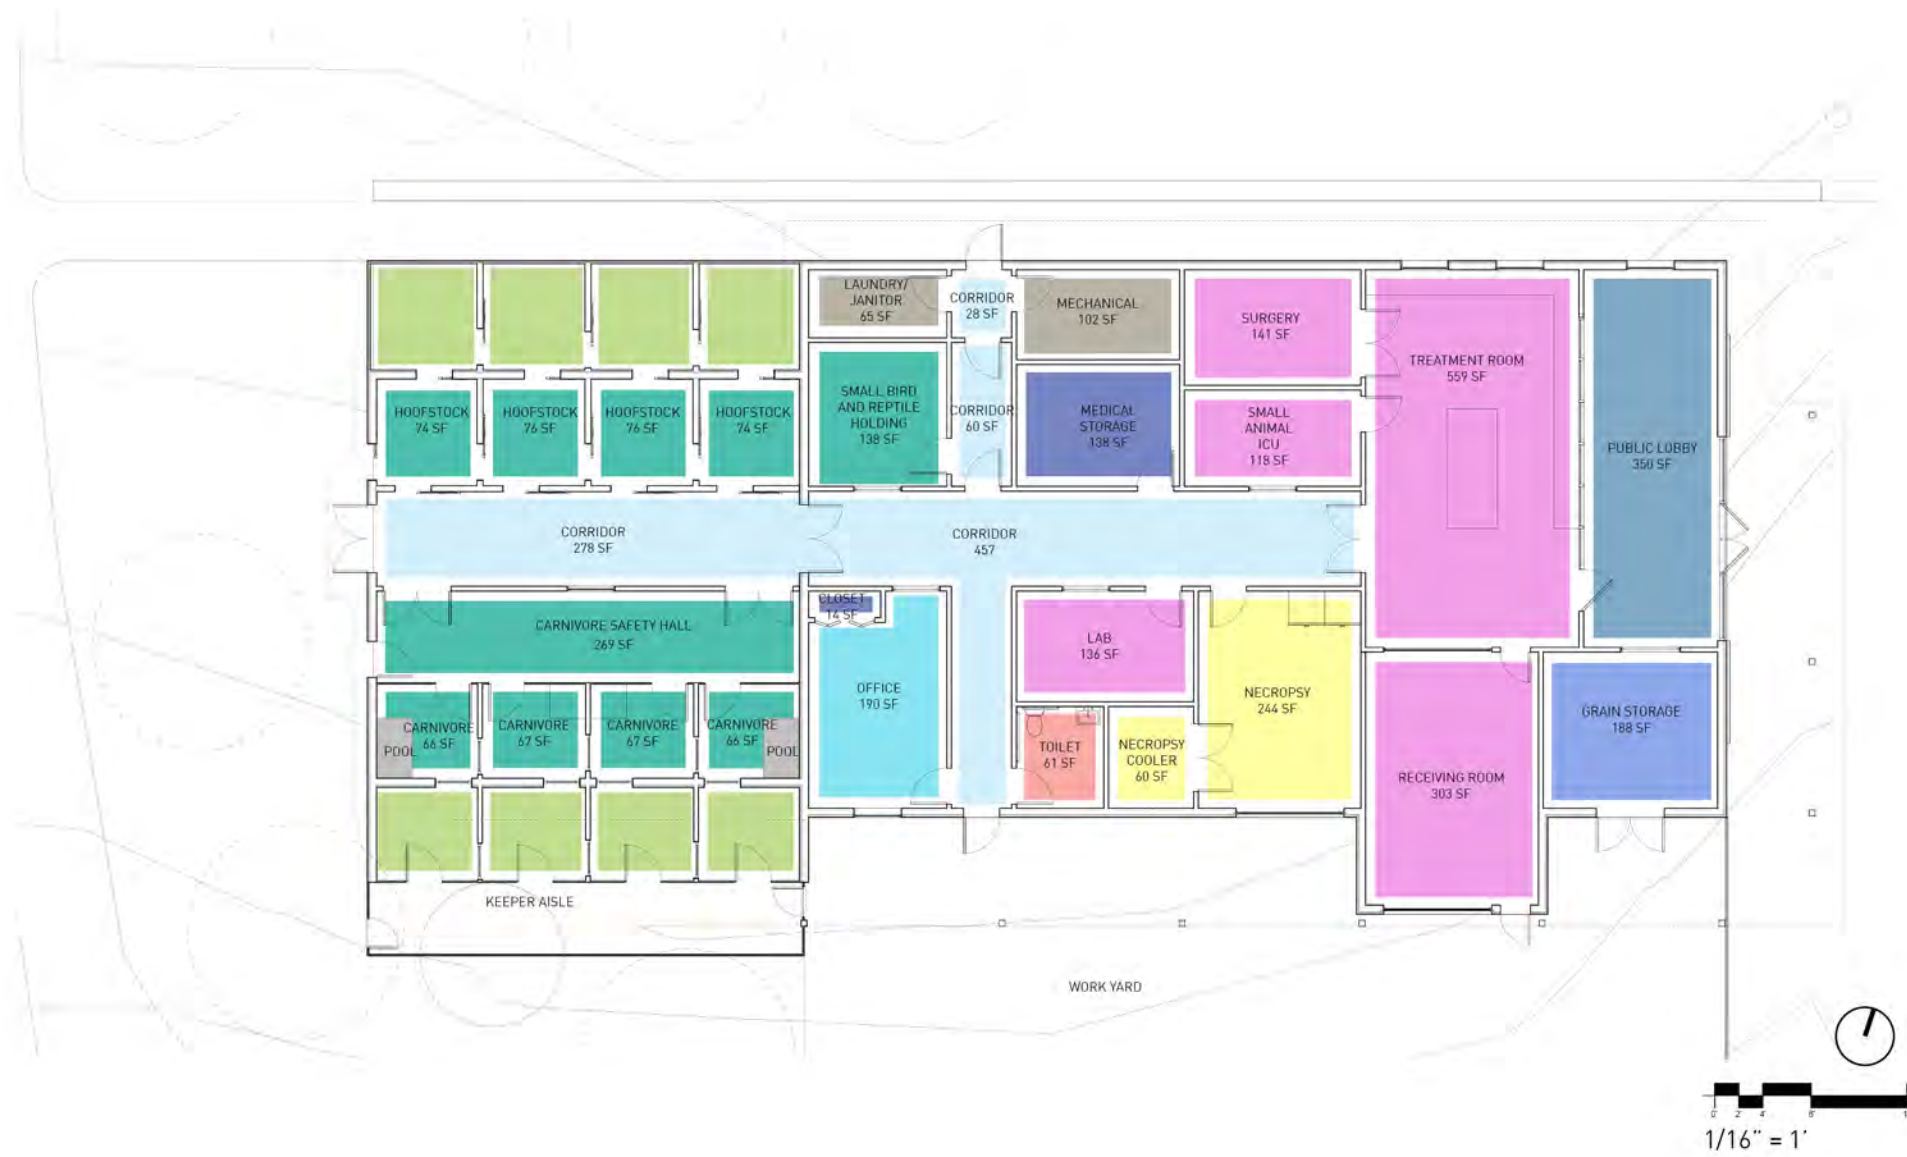 LAUNDRY/
JANITOR
65 SF
CORRIDOR
28 SF
MECHANICAL
102 SF
SURGERY
141 SF
TREATMENT ROOM
559 SF
HOOFSTOCK
74 SF
HOOFSTOCK
76 SF
HOOFSTOCK
76 SF
HOOFSTOCK
74 SF
SMALL BIRD
AND REPTILE
HOLDING
138 SF
CORRIDOR
60 SF
MEDICAL
STORAGE
138 SF
SMALL
ANIMAL
ICU
118 SF
PUBLIC LOBBY
350 SF
CORRIDOR
278 SF
CORRIDOR
457
CLOSET
14 SF
CARNIVORE SAFETY HALL
269 SF
LAB
136 SF
OFFICE
190 SF
NECROPSY
244 SF
GRAIN STORAGE
188 SF
CARNIVORE
66 SF
CARNIVORE
67 SF
CARNIVORE
67 SF
CARNIVORE
66 SF
POOL
POOL
TOILET
61 SF
NECROPSY
COOLER
60 SF
RECEIVING ROOM
303 SF
KEEPER AISLE
WORK YARD
0' 2' 4' 8'
1/16" = 1'